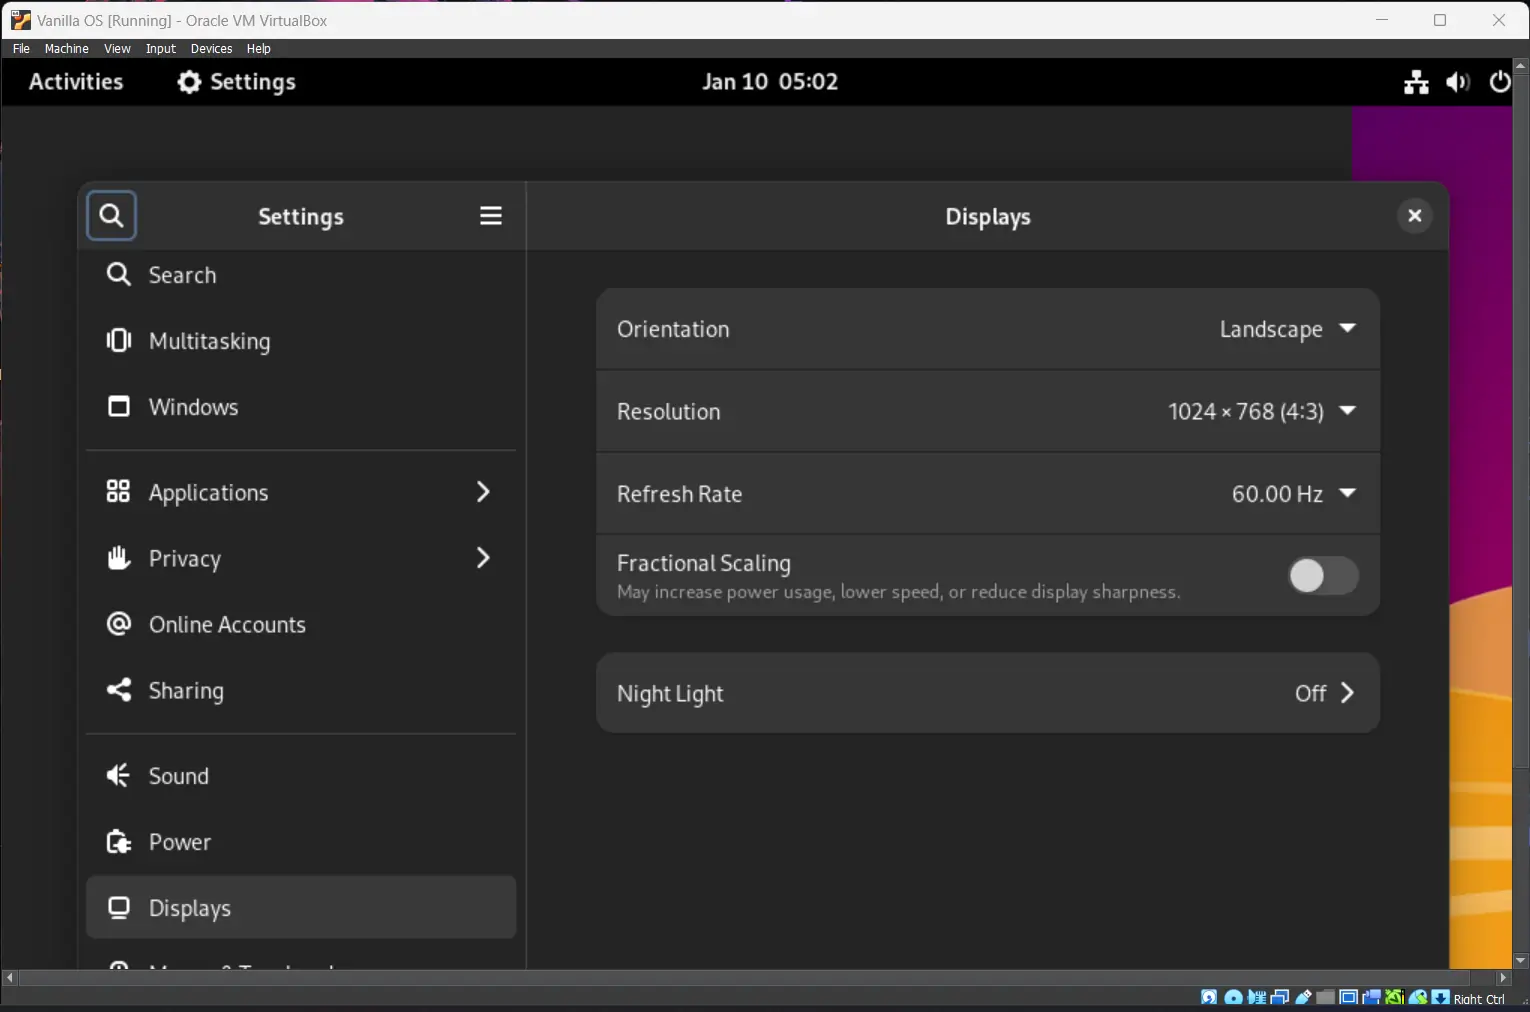 Vanilla OS [Running] - Oracle VM VirtualBox
File Machine View Input Devices Help
Activities Settings Jan 10 05:02
Settings Displays
Search
Multitasking
Windows
Applications
Privacy
Online Accounts
Sharing
Sound
Power
Displays
Orientation Landscape
Resolution 1024 × 768 (4:3)
Refresh Rate 60.00 Hz
Fractional Scaling
May increase power usage, lower speed, or reduce display sharpness.
Night Light Off
Right Ctrl